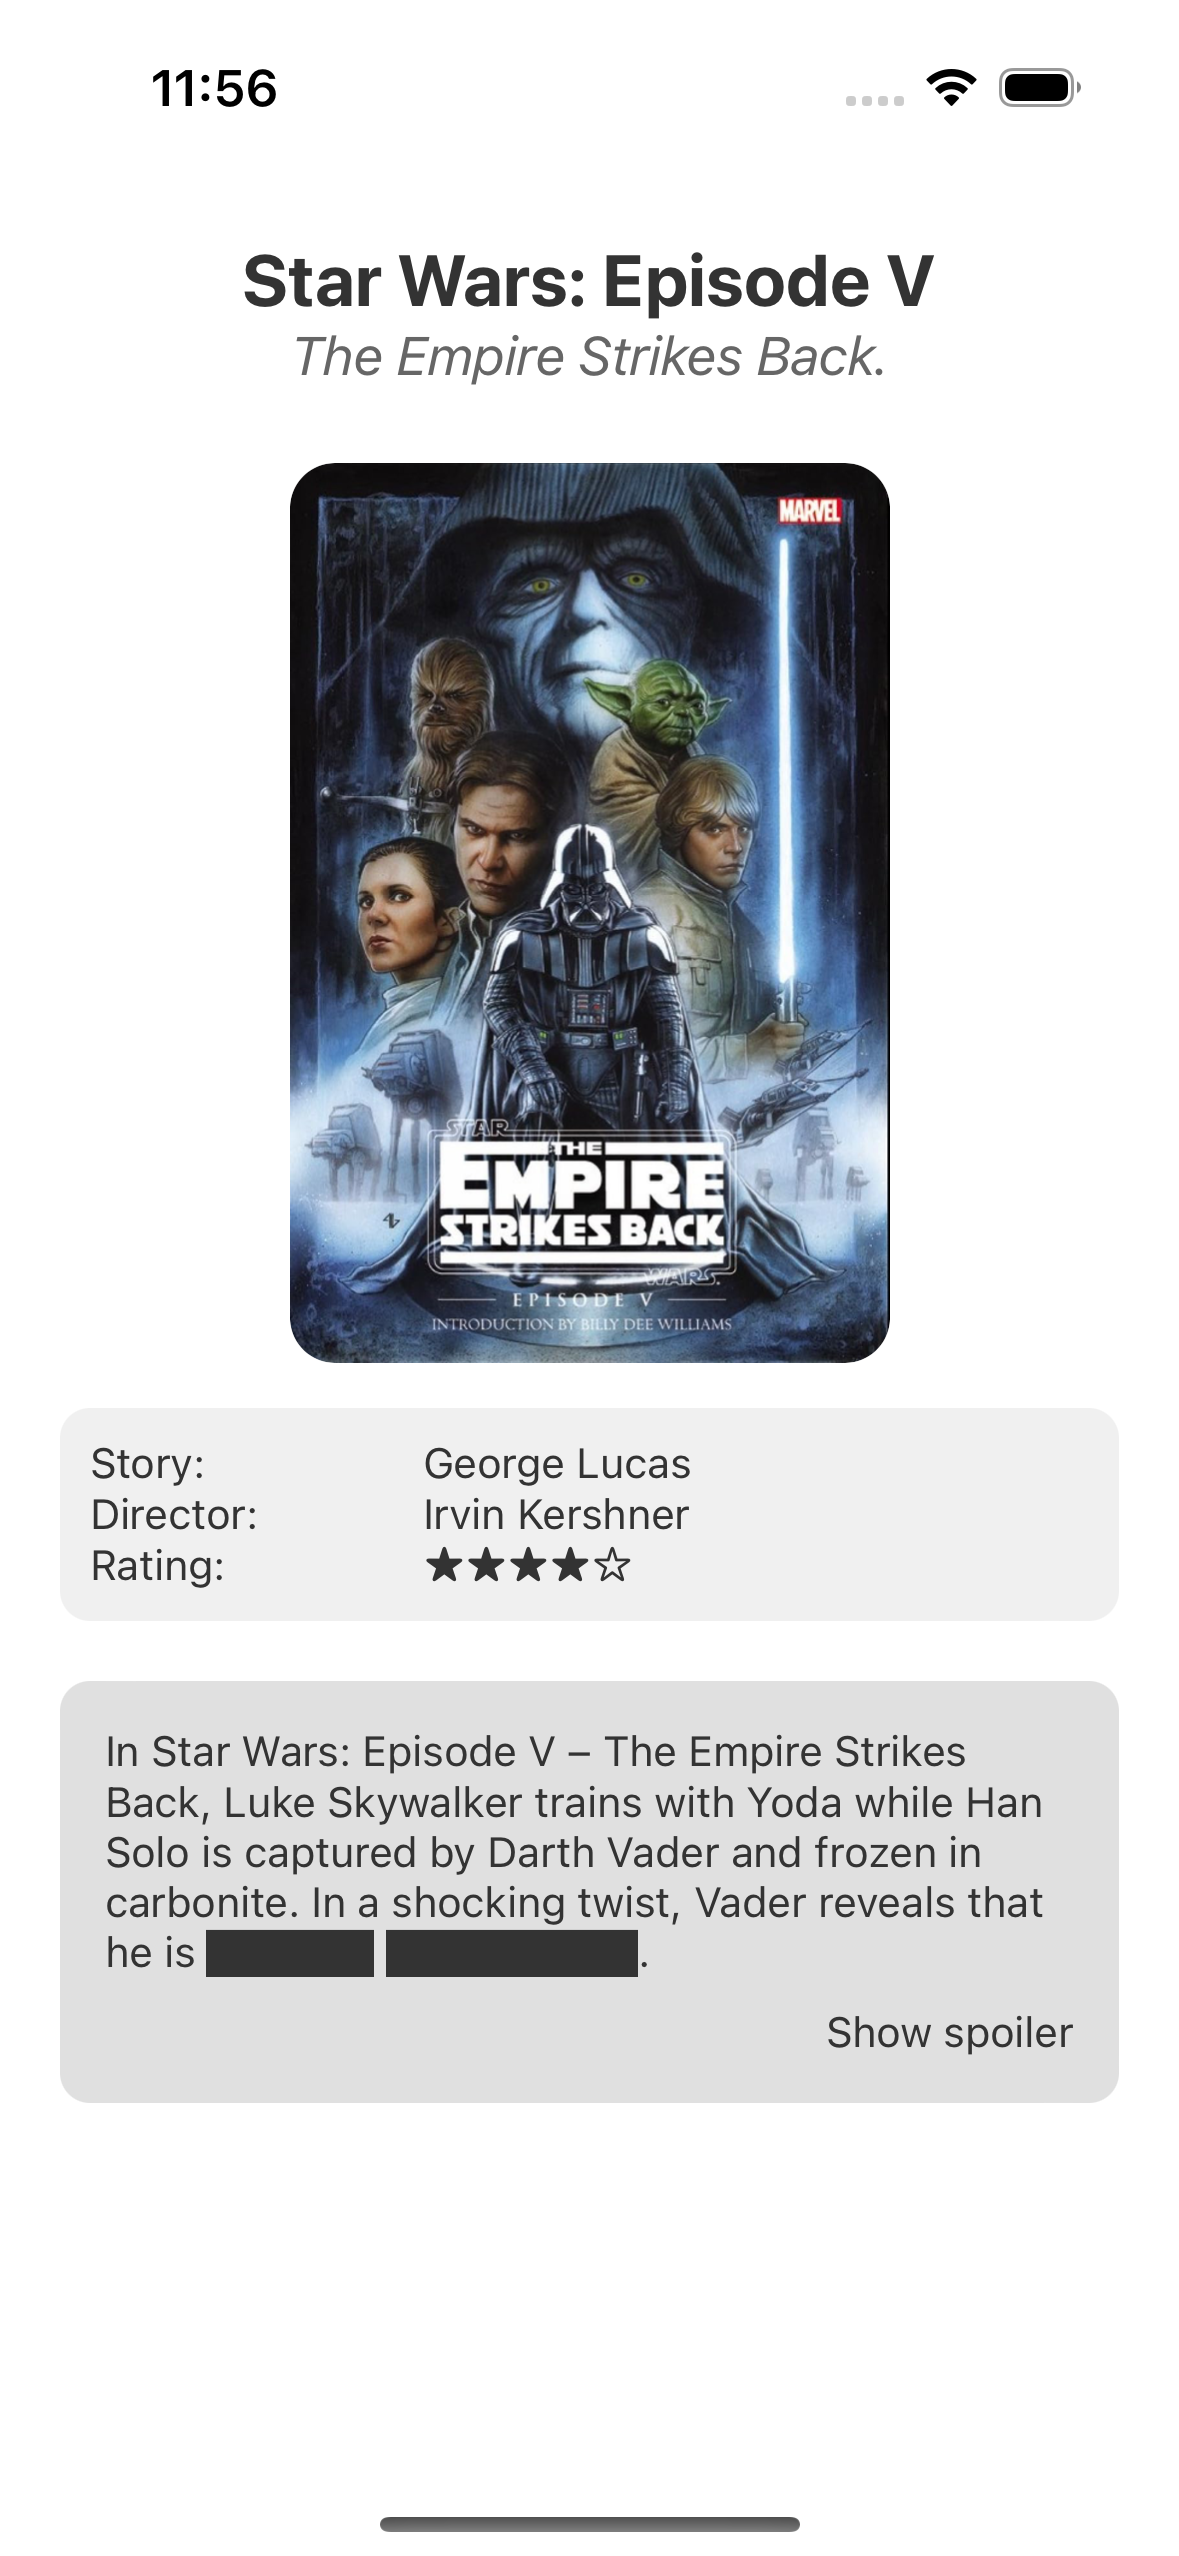 11:56
Star Wars: Episode V
The Empire Strikes Back.
MARVEL
STAR
THE
EMPIRE
STRIKES BACK
WARS.
EPISODE V
INTRODUCTION BY BILLY DEE WILLIAMS
Story: George Lucas
Director: Irvin Kershner
Rating: ★★★★☆
In Star Wars: Episode V – The Empire Strikes
Back, Luke Skywalker trains with Yoda while Han
Solo is captured by Darth Vader and frozen in
carbonite. In a shocking twist, Vader reveals that
he is ██████ █████████.
Show spoiler